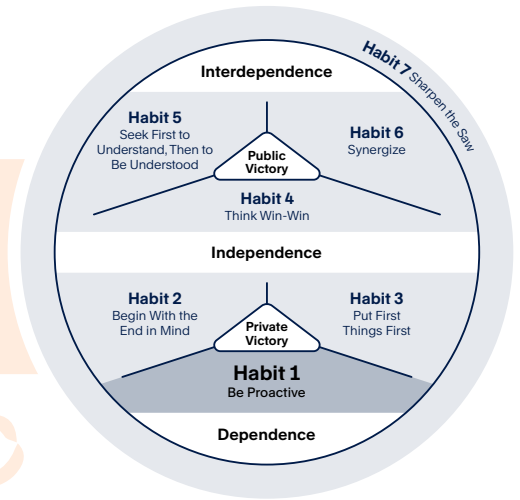 Habit 7 Sharpen the Saw
Interdependence
Habit 5
Seek First to
Understand, Then to
Be Understood
Habit 6
Synergize
Public
Victory
Habit 4
Think Win-Win
Independence
Habit 2
Begin With the
End in Mind
Habit 3
Put First
Things First
Private
Victory
Habit 1
Be Proactive
Dependence